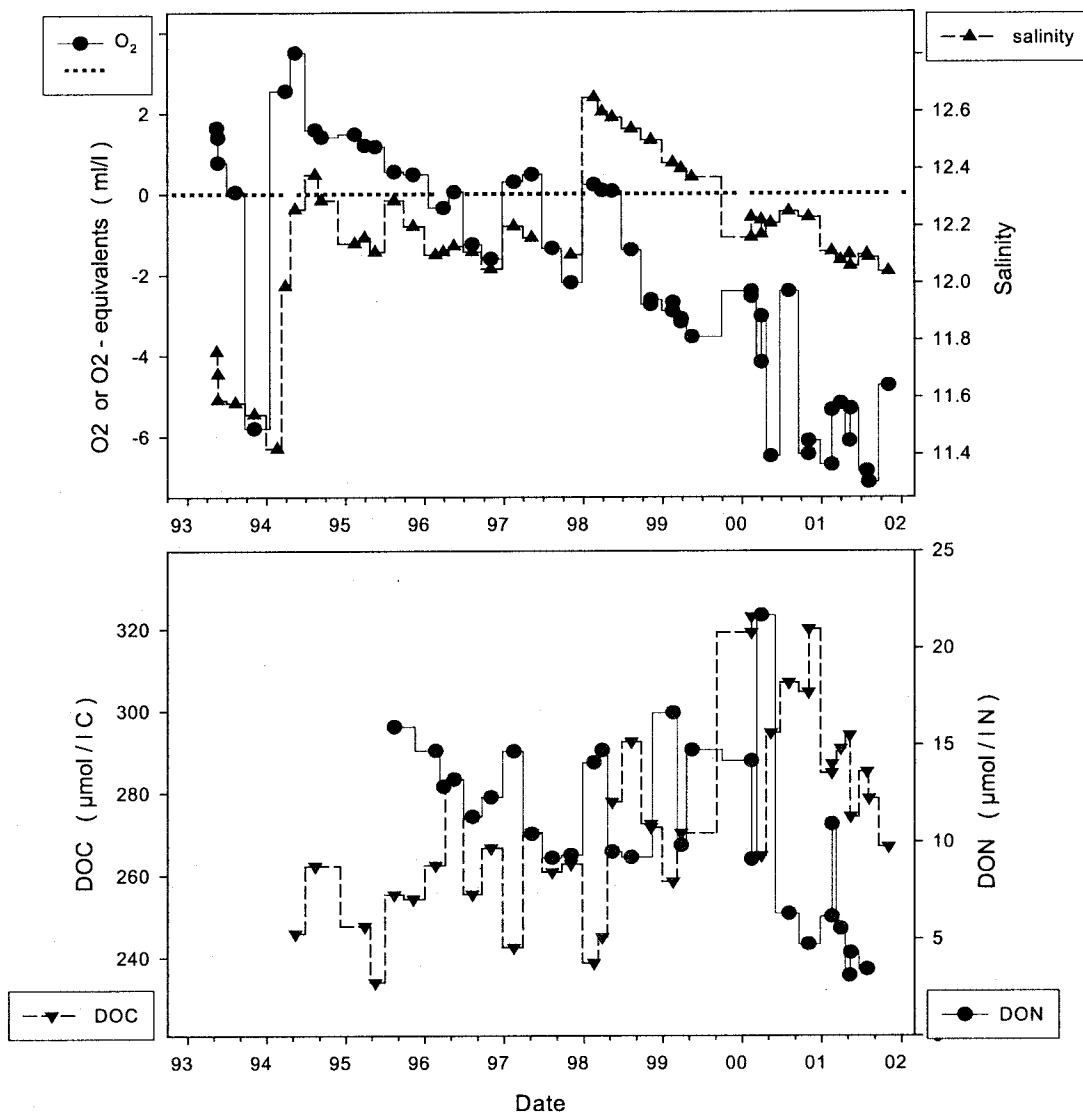 O2
salinity
2
0
-2
-4
-6
O2 or O2 - equivalents ( ml/l )
12.6
12.4
12.2
12.0
11.8
11.6
11.4
Salinity
93 94 95 96 97 98 99 00 01 02
320
300
280
260
240
DOC ( µmol / l C )
25
20
15
10
5
0
DON ( µmol / l N )
DOC
DON
93 94 95 96 97 98 99 00 01 02
Date